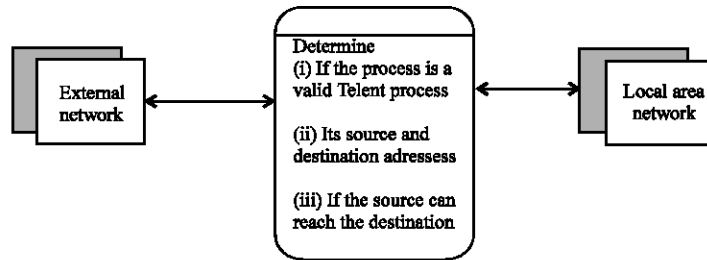 External
network
Determine
(i) If the process is a
valid Telent process
(ii) Its source and
destination adressess
(iii) If the source can
reach the destination
Local area
network